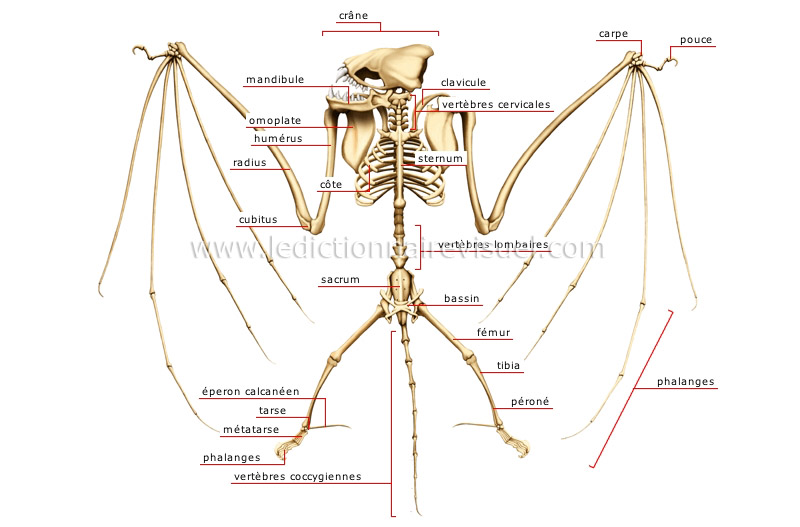 crâne
carpe
pouce
mandibule
clavicule
vertèbres cervicales
omoplate
humérus
sternum
radius
côte
cubitus
vertèbres lombaires
www.ledictionnairevisuel.com
sacrum
bassin
fémur
tibia
phalanges
éperon calcanéen
péroné
tarse
métatarse
phalanges
vertèbres coccygiennes